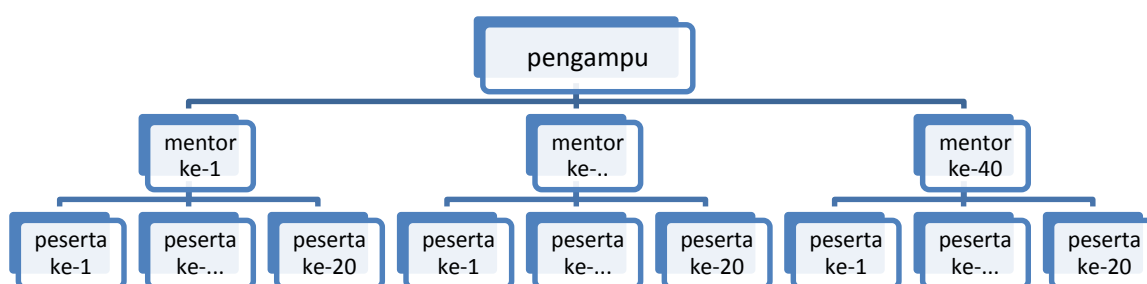 pengampu
mentor
ke-1
mentor
ke-..
mentor
ke-40
peserta
ke-1
peserta
ke-...
peserta
ke-20
peserta
ke-1
peserta
ke-...
peserta
ke-20
peserta
ke-1
peserta
ke-...
peserta
ke-20